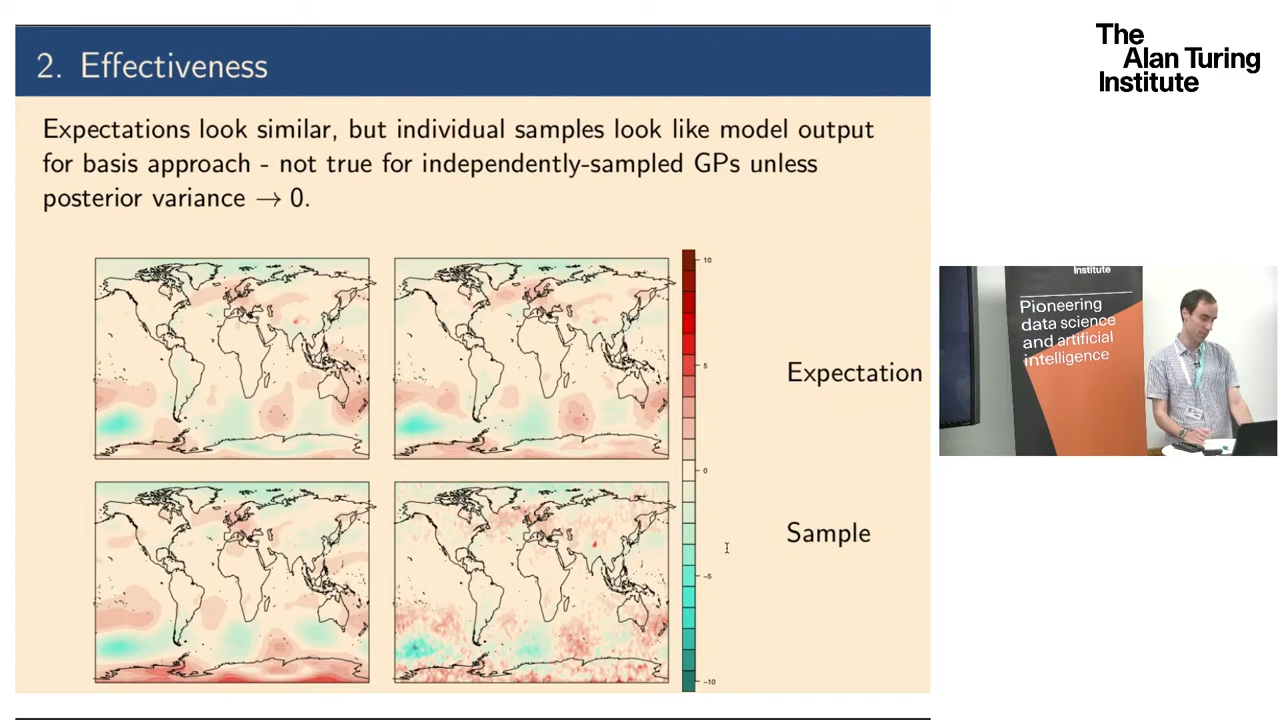 2. Effectiveness
Expectations look similar, but individual samples look like model output
for basis approach - not true for independently-sampled GPs unless
posterior variance → 0.
10
5
0
−5
−10
Expectation
Sample
The
Alan Turing
Institute
Institute
Pioneering
data science
and artificial
intelligence